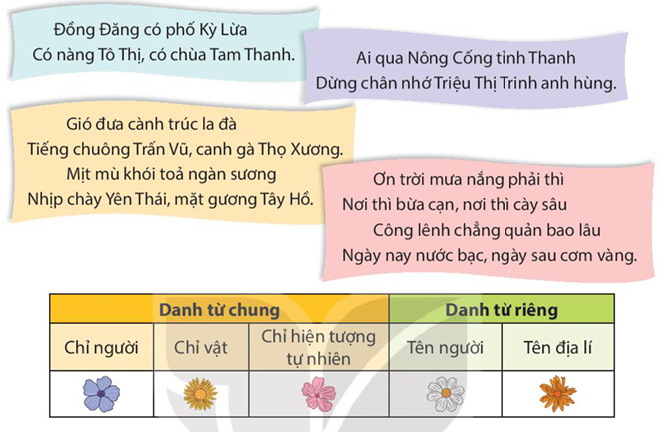 Đồng Đăng có phố Kỳ Lừa
Có nàng Tô Thị, có chùa Tam Thanh.
Ai qua Nông Cống tỉnh Thanh
Dừng chân nhớ Triệu Thị Trinh anh hùng.
Gió đưa cành trúc la đà
Tiếng chuông Trấn Vũ, canh gà Thọ Xương.
Mịt mù khói toả ngàn sương
Nhịp chày Yên Thái, mặt gương Tây Hồ.
Ơn trời mưa nắng phải thì
Nơi thì bừa cạn, nơi thì cày sâu
Công lênh chẳng quản bao lâu
Ngày nay nước bạc, ngày sau cơm vàng.
Danh từ chung Danh từ riêng
Chỉ người Chỉ vật Chỉ hiện tượng tự nhiên Tên người Tên địa lí